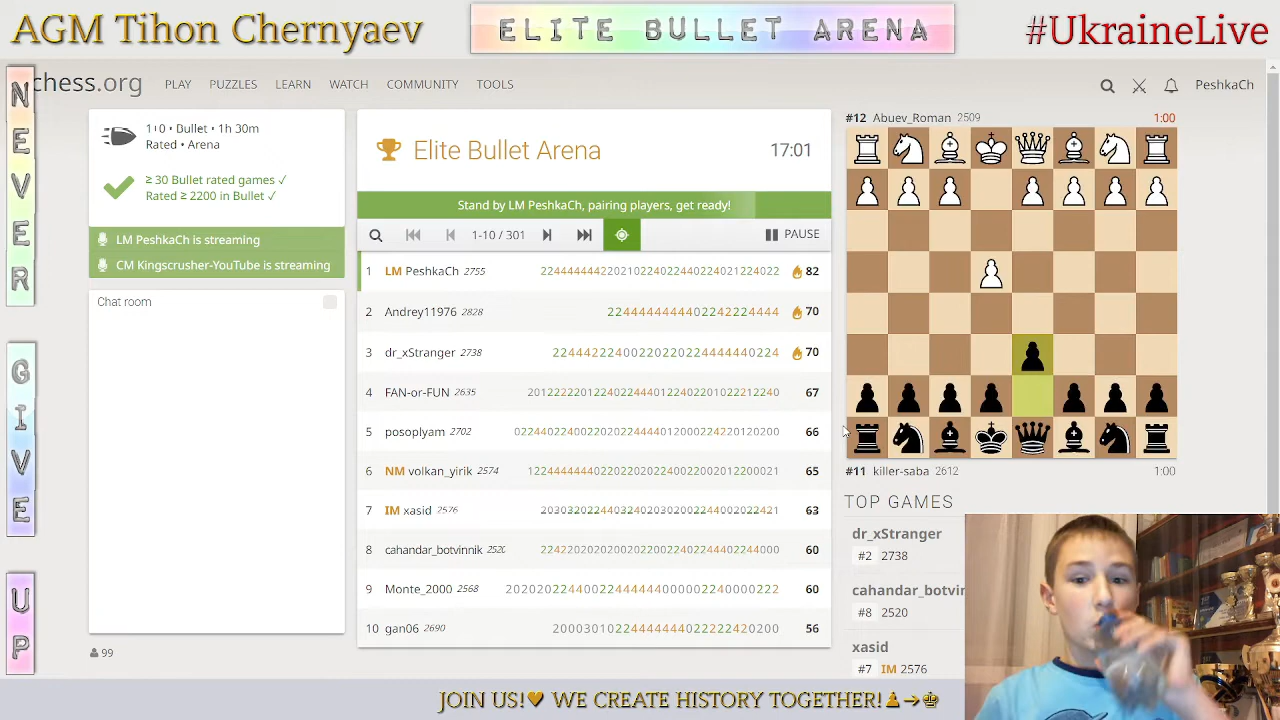 AGM Tihon Chernyaev
ELITE BULLET ARENA
#UkraineLive
NEVER
GIVE
UP
chess.org
PLAY
PUZZLES
LEARN
WATCH
COMMUNITY
TOOLS
PeshkaCh
1+0 • Bullet • 1h 30m
Rated • Arena
≥ 30 Bullet rated games ✓
Rated ≥ 2200 in Bullet ✓
LM PeshkaCh is streaming
CM Kingscrusher-YouTube is streaming
Chat room
99
Elite Bullet Arena
17:01
Stand by LM PeshkaCh, pairing players, get ready!
1-10 / 301
PAUSE
1 LM PeshkaCh 2755 82
2 Andrey11976 2828 2244444444022422244444 70
3 dr_xStranger 2738 70
4 FAN-or-FUN 2635 67
5 posoplyam 2702 66
6 NM volkan_yirik 2574 65
7 IM xasid 2576 63
8 cahandar_botvinnik 2520 60
9 Monte_2000 2568 60
10 gan06 2690 56
#12 Abuev_Roman 2509 1:00
#11 killer-saba 2612 1:00
TOP GAMES
dr_xStranger
#2 2738
cahandar_botvin
#8 2520
xasid
#7 IM 2576
JOIN US!♥ WE CREATE HISTORY TOGETHER!♟→♚